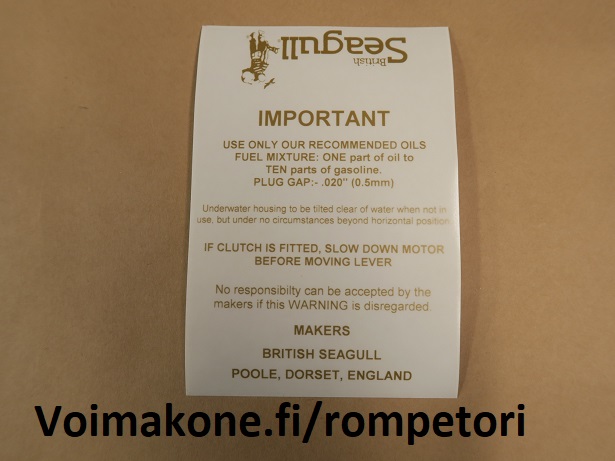 British
Seagull
IMPORTANT
USE ONLY OUR RECOMMENDED OILS
FUEL MIXTURE: ONE part of oil to
TEN parts of gasoline.
PLUG GAP:- .020" (0.5mm)
Underwater housing to be tilted clear of water when not in
use, but under no circumstances beyond horizontal position
IF CLUTCH IS FITTED, SLOW DOWN MOTOR
BEFORE MOVING LEVER
No responsibilty can be accepted by the
makers if this WARNING is disregarded.
MAKERS
BRITISH SEAGULL
POOLE, DORSET, ENGLAND
Voimakone.fi/rompetori